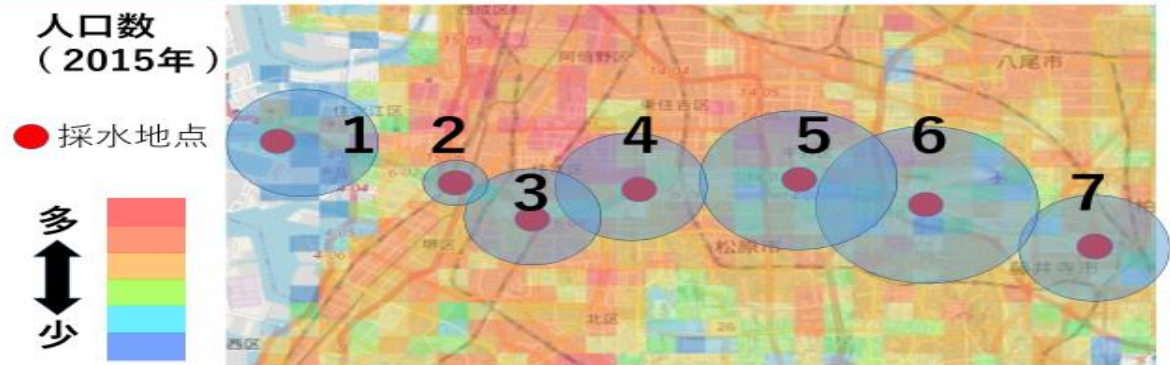 人口数
（2015年）
採水地点
多
少
1
2
3
4
5
6
7
阿倍野区
八尾市
東住吉区
住之江区
堺区
松原市
藤井寺市
北区
西区
26